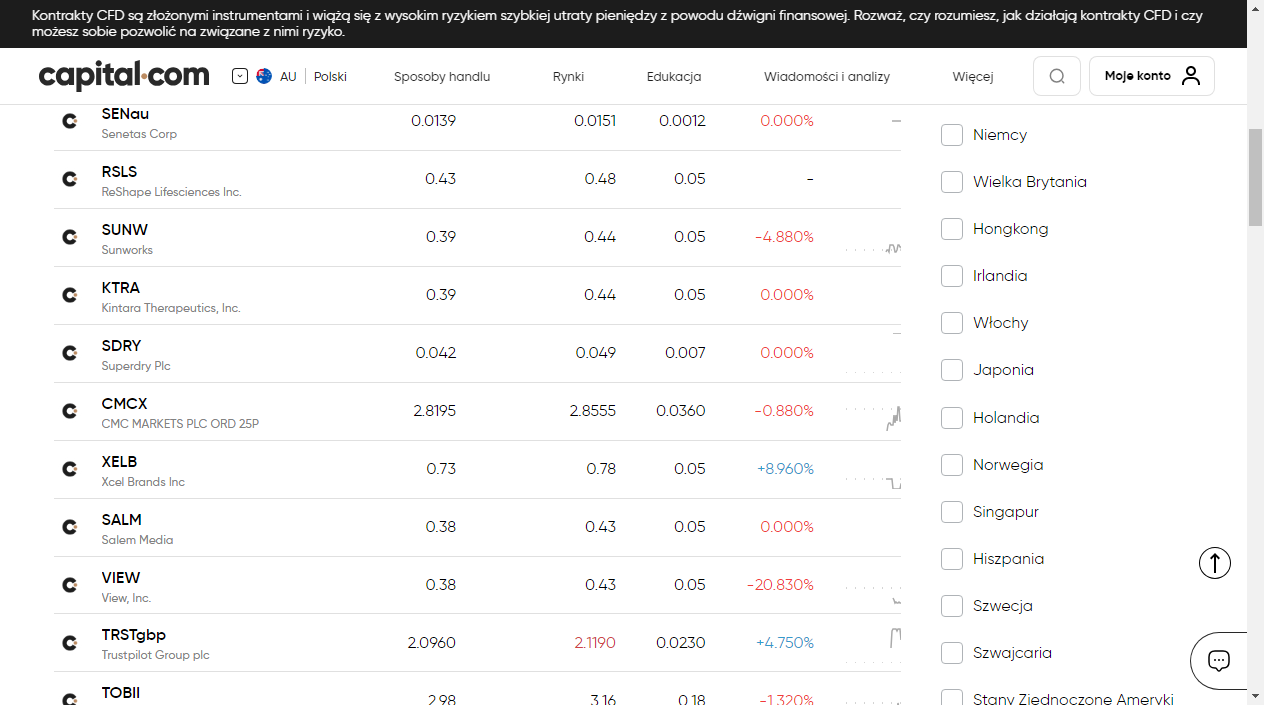 Kontrakty CFD są złożonymi instrumentami i wiążą się z wysokim ryzykiem szybkiej utraty pieniędzy z powodu dźwigni finansowej. Rozważ, czy rozumiesz, jak działają kontrakty CFD i czy
możesz sobie pozwolić na związane z nimi ryzyko.
capital.com AU Polski Sposoby handlu Rynki Edukacja Wiadomości i analizy Więcej Moje konto
SENau
Senetas Corp
0.0139 0.0151 0.0012 0.000%
RSLS
ReShape Lifesciences Inc.
0.43 0.48 0.05 -
SUNW
Sunworks
0.39 0.44 0.05 -4.880%
KTRA
Kintara Therapeutics, Inc.
0.39 0.44 0.05 0.000%
SDRY
Superdry Plc
0.042 0.049 0.007 0.000%
CMCX
CMC MARKETS PLC ORD 25P
2.8195 2.8555 0.0360 -0.880%
XELB
Xcel Brands Inc
0.73 0.78 0.05 +8.960%
SALM
Salem Media
0.38 0.43 0.05 0.000%
VIEW
View, Inc.
0.38 0.43 0.05 -20.830%
TRSTgbp
Trustpilot Group plc
2.0960 2.1190 0.0230 +4.750%
TOBII
2.98 3.16 0.18 -1.320%
Niemcy
Wielka Brytania
Hongkong
Irlandia
Włochy
Japonia
Holandia
Norwegia
Singapur
Hiszpania
Szwecja
Szwajcaria
Stany Zjednoczone Ameryki